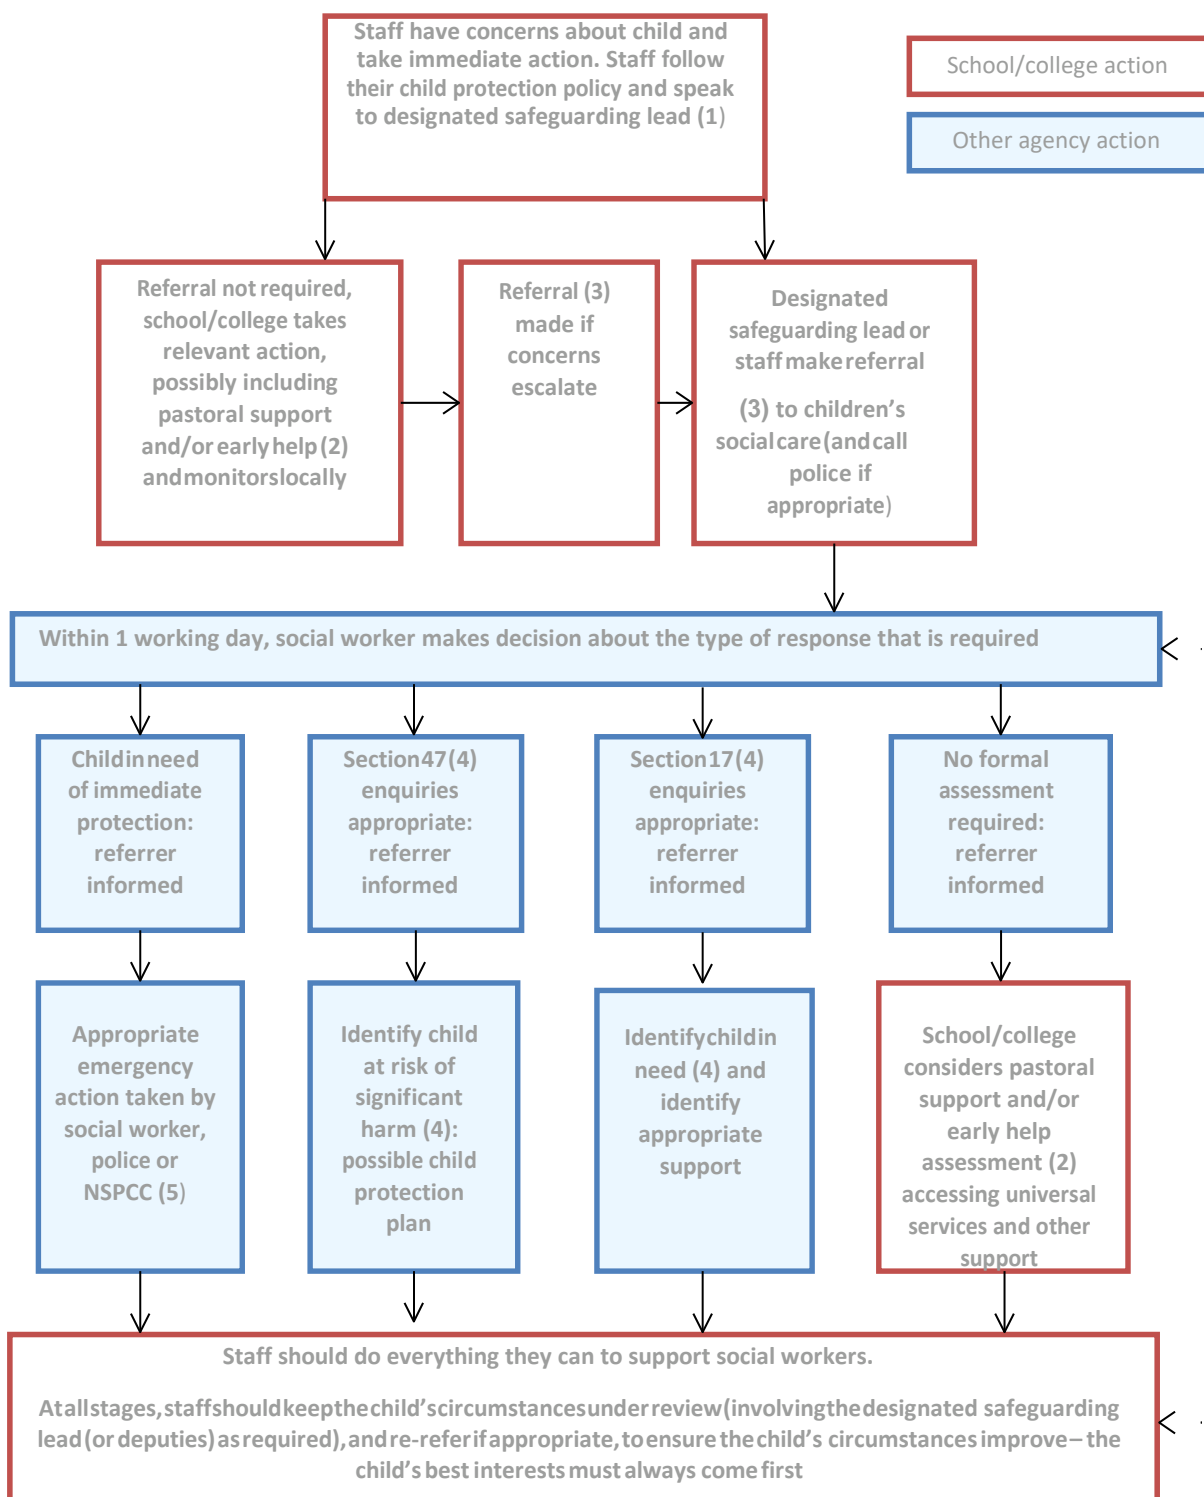 Staff have concerns about child and
take immediate action. Staff follow
their child protection policy and speak
to designated safeguarding lead (1)
School/college action
Other agency action
Referral not required,
school/college takes
relevant action,
possibly including
pastoral support
and/or early help (2)
and monitors locally
Referral (3)
made if
concerns
escalate
Designated
safeguarding lead or
staff make referral
(3) to children’s
social care (and call
police if
appropriate)
Within 1 working day, social worker makes decision about the type of response that is required
Child in need
of immediate
protection:
referrer
informed
Section 47 (4)
enquiries
appropriate:
referrer
informed
Section 17 (4)
enquiries
appropriate:
referrer
informed
No formal
assessment
required:
referrer
informed
Appropriate
emergency
action taken by
social worker,
police or
NSPCC (5)
Identify child
at risk of
significant
harm (4):
possible child
protection
plan
Identify child in
need (4) and
identify
appropriate
support
School/college
considers pastoral
support and/or
early help
assessment (2)
accessing universal
services and other
support
Staff should do everything they can to support social workers.
At all stages, staff should keep the child’s circumstances under review (involving the designated safeguarding
lead (or deputies) as required), and re-refer if appropriate, to ensure the child’s circumstances improve – the
child’s best interests must always come first